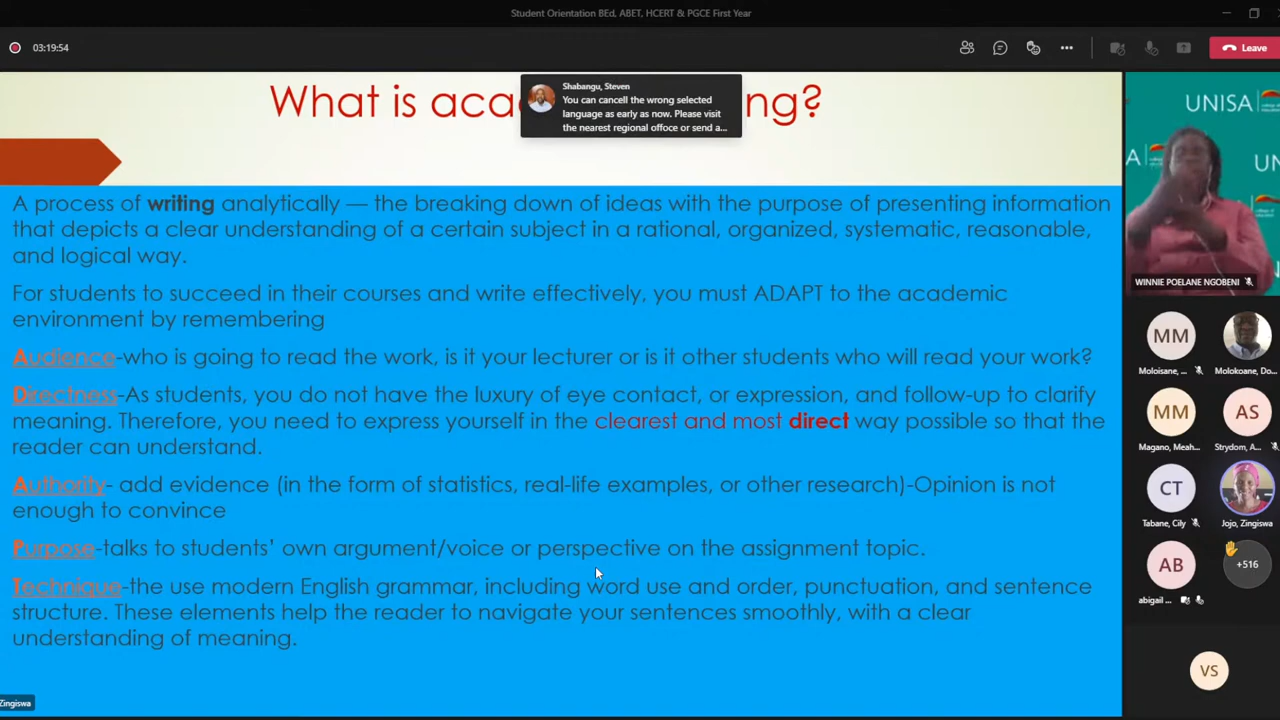 Student Orientation BEd, ABET, HCERT & PGCE First Year
03:19:54
Leave
What is aca
ng?
Shabangu, Steven
You can cancell the wrong selected
language as early as now. Please visit
the nearest regional offoce or send a...
A process of writing analytically — the breaking down of ideas with the purpose of presenting information
that depicts a clear understanding of a certain subject in a rational, organized, systematic, reasonable,
and logical way.
For students to succeed in their courses and write effectively, you must ADAPT to the academic
environment by remembering
Audience-who is going to read the work, is it your lecturer or is it other students who will read your work?
Directness-As students, you do not have the luxury of eye contact, or expression, and follow-up to clarify
meaning. Therefore, you need to express yourself in the clearest and most direct way possible so that the
reader can understand.
Authority- add evidence (in the form of statistics, real-life examples, or other research)-Opinion is not
enough to convince
Purpose-talks to students’ own argument/voice or perspective on the assignment topic.
Technique-the use modern English grammar, including word use and order, punctuation, and sentence
structure. These elements help the reader to navigate your sentences smoothly, with a clear
understanding of meaning.
Zingiswa
UNISA
A
UNIS
WINNIE POELANE NGOBENI
MM
Moloisane, ...
Molokoane, Do...
MM
Magano, Meah...
AS
Strydom, A...
CT
Tabane, Cily
Jojo, Zingiswa
AB
abigail ...
+516
VS